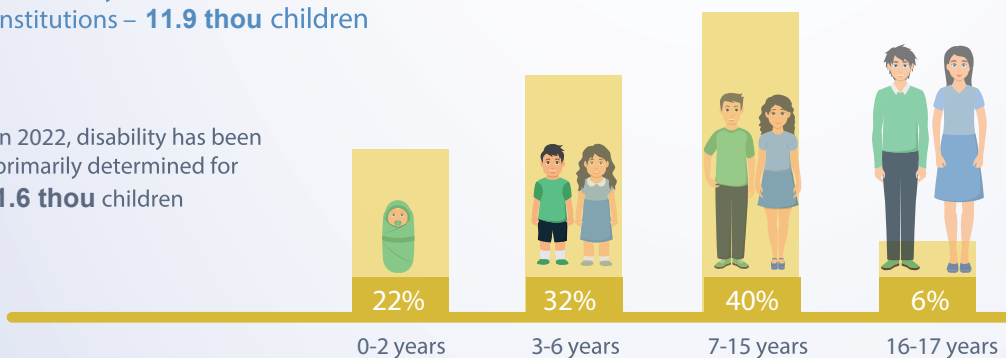 nstitutions – 11.9 thou children
n 2022, disability has been
primarily determined for
1.6 thou children
22%
32%
40%
6%
0-2 years
3-6 years
7-15 years
16-17 years